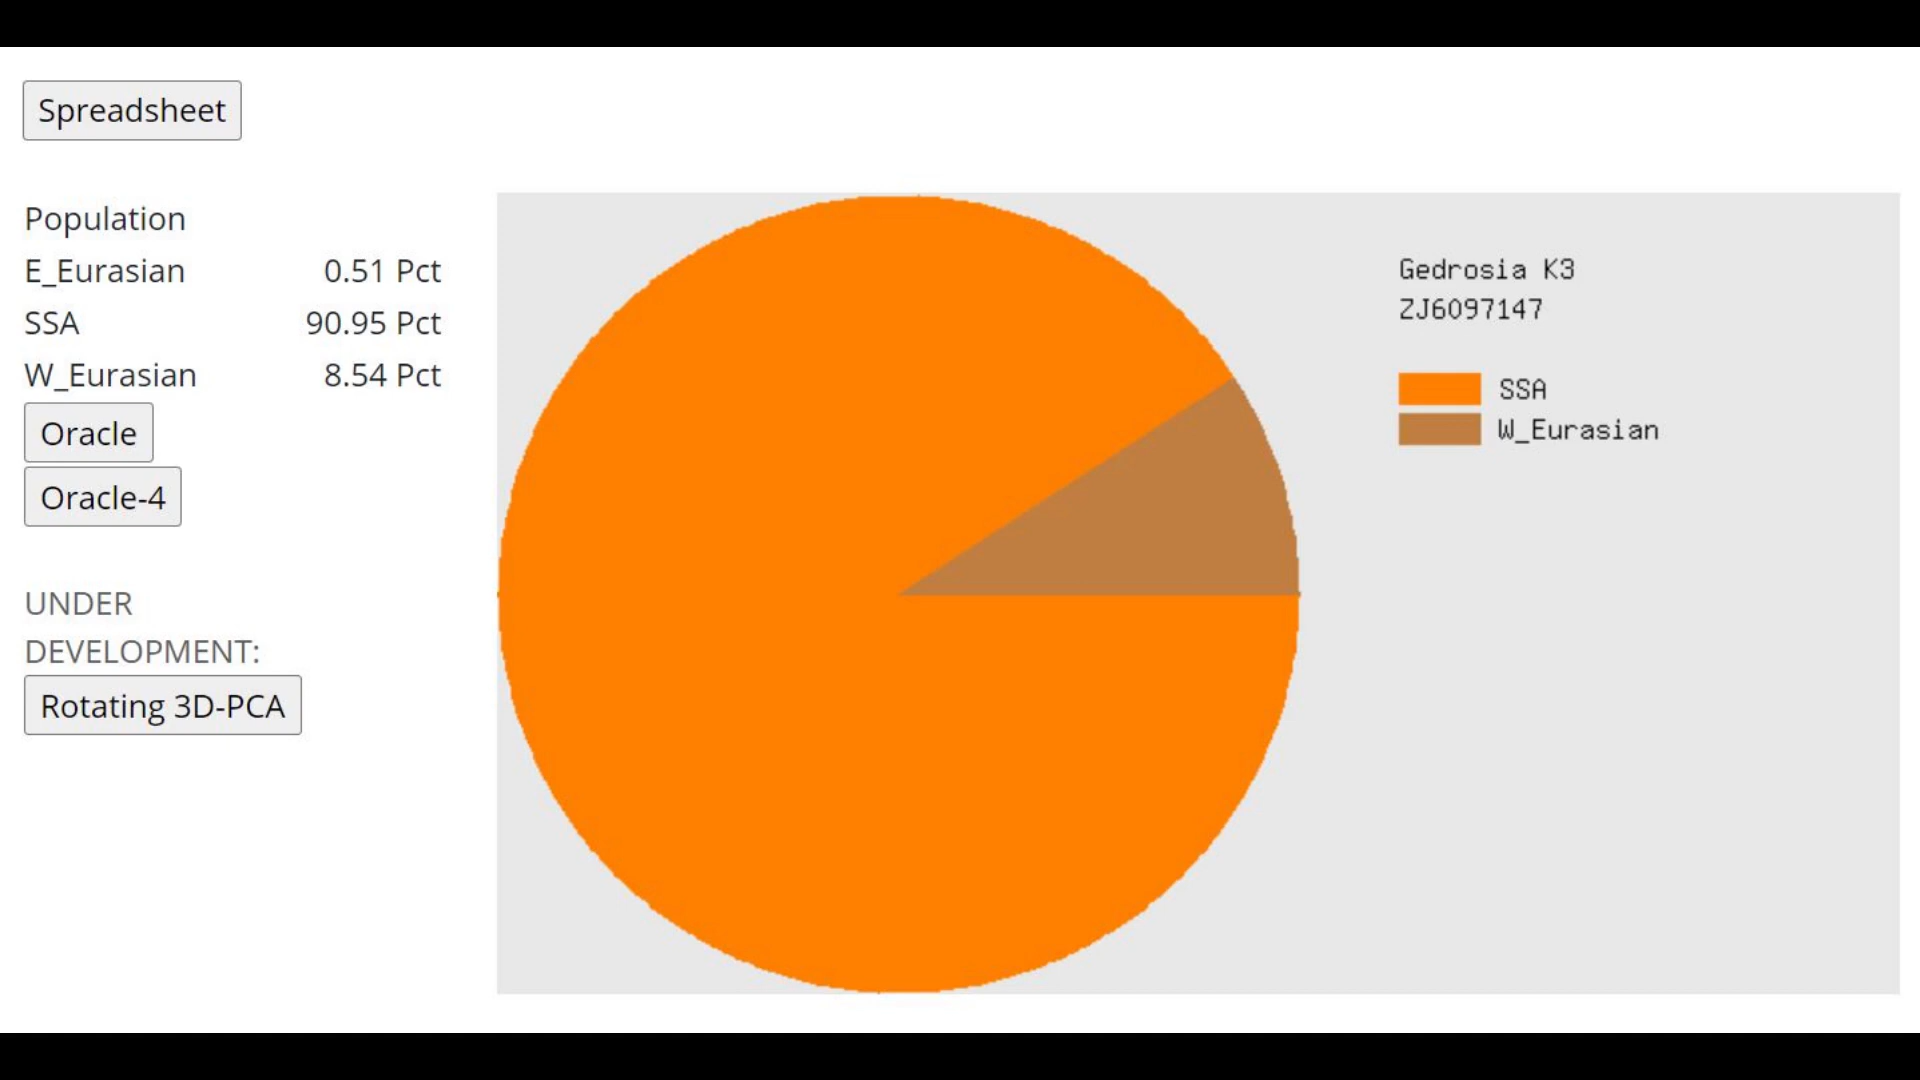 Spreadsheet
Population
E_Eurasian 0.51 Pct
SSA 90.95 Pct
W_Eurasian 8.54 Pct
Oracle
Oracle-4
UNDER
DEVELOPMENT:
Rotating 3D-PCA
Gedrosia K3
ZJ6097147
SSA
W_Eurasian